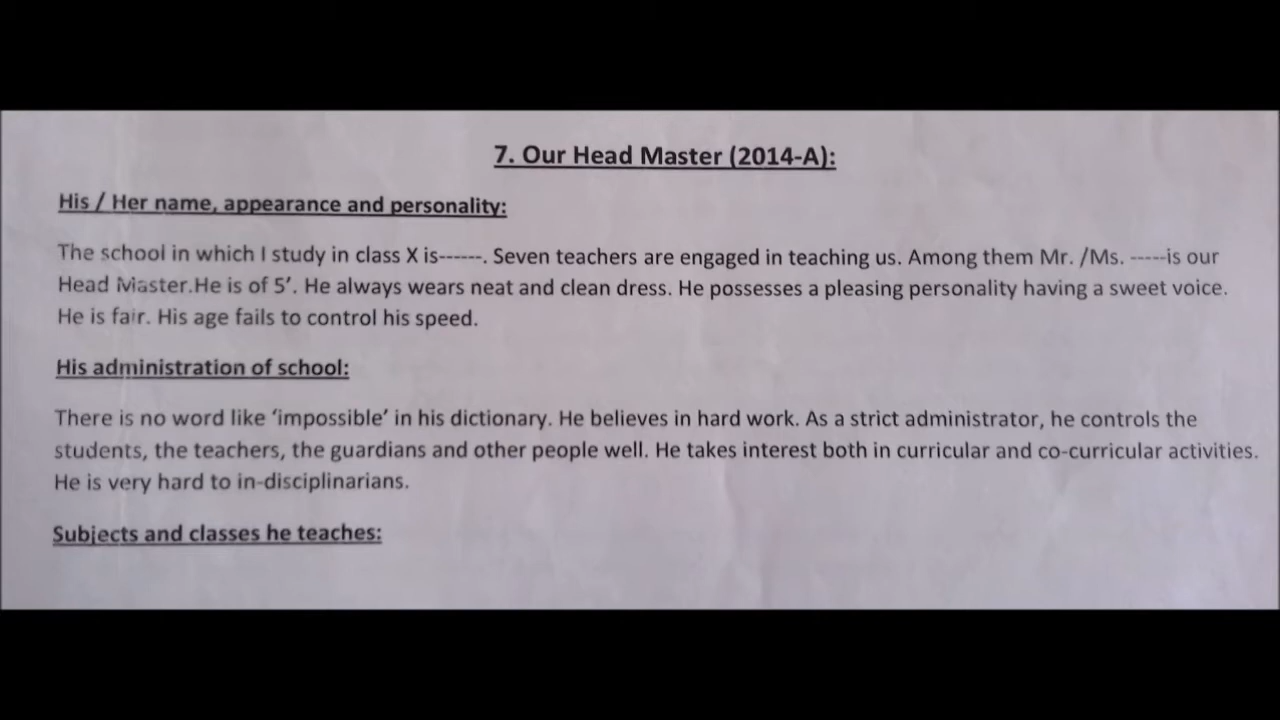 7. Our Head Master (2014-A):
His / Her name, appearance and personality:
The school in which I study in class X is------. Seven teachers are engaged in teaching us. Among them Mr. /Ms. -----is our
Head Master.He is of 5’. He always wears neat and clean dress. He possesses a pleasing personality having a sweet voice.
He is fair. His age fails to control his speed.
His administration of school:
There is no word like ‘impossible’ in his dictionary. He believes in hard work. As a strict administrator, he controls the
students, the teachers, the guardians and other people well. He takes interest both in curricular and co-curricular activities.
He is very hard to in-disciplinarians.
Subjects and classes he teaches: